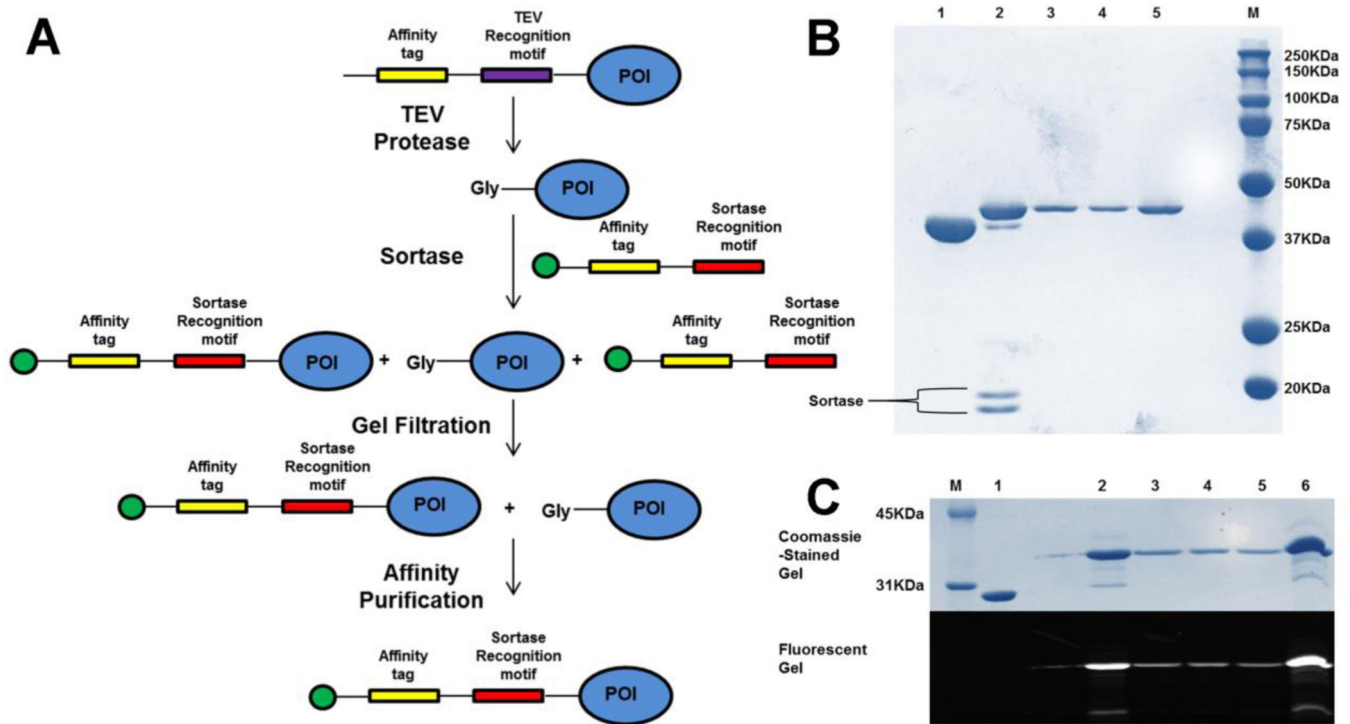 A
Affinity
tag
TEV
Recognition
motif
POI
TEV
Protease
Gly
POI
Sortase
Affinity
tag
Sortase
Recognition
motif
Affinity
tag
Sortase
Recognition
motif
POI
+
Gly
POI
+
Affinity
tag
Sortase
Recognition
motif
Gel Filtration
Affinity
tag
Sortase
Recognition
motif
POI
+
Gly
POI
Affinity
Purification
Affinity
tag
Sortase
Recognition
motif
POI
B
1 2 3 4 5 M
250KDa
150KDa
100KDa
75KDa
50KDa
37KDa
25KDa
20KDa
Sortase
C
M 1 2 3 4 5 6
45KDa
Coomassie
-Stained
Gel
31KDa
Fluorescent
Gel